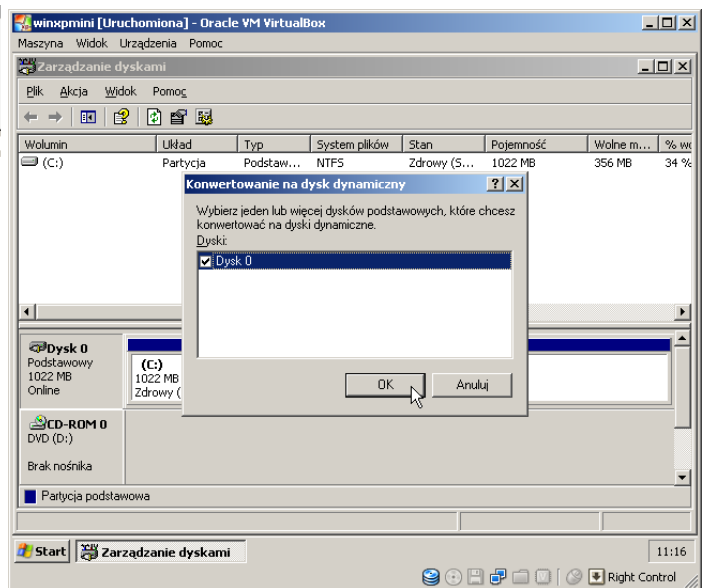 winxpmini [Uruchomiona] - Oracle VM VirtualBox
Maszyna Widok Urządzenia Pomoc
Zarządzanie dyskami
Plik Akcja Widok Pomoc
Wolumin Układ Typ System plików Stan Pojemność Wolne m... % wo
(C:) Partycja Podstaw... NTFS Zdrowy (S... 1022 MB 356 MB 34 %
Konwertowanie na dysk dynamiczny
Wybierz jeden lub więcej dysków podstawowych, które chcesz
konwertować na dyski dynamiczne.
Dyski:
Dysk 0
OK Anuluj
Dysk 0
Podstawowy
1022 MB
Online
(C:)
1022 MB
Zdrowy (
CD-ROM 0
DVD (D:)
Brak nośnika
Partycja podstawowa
Start Zarządzanie dyskami 11:16
Right Control